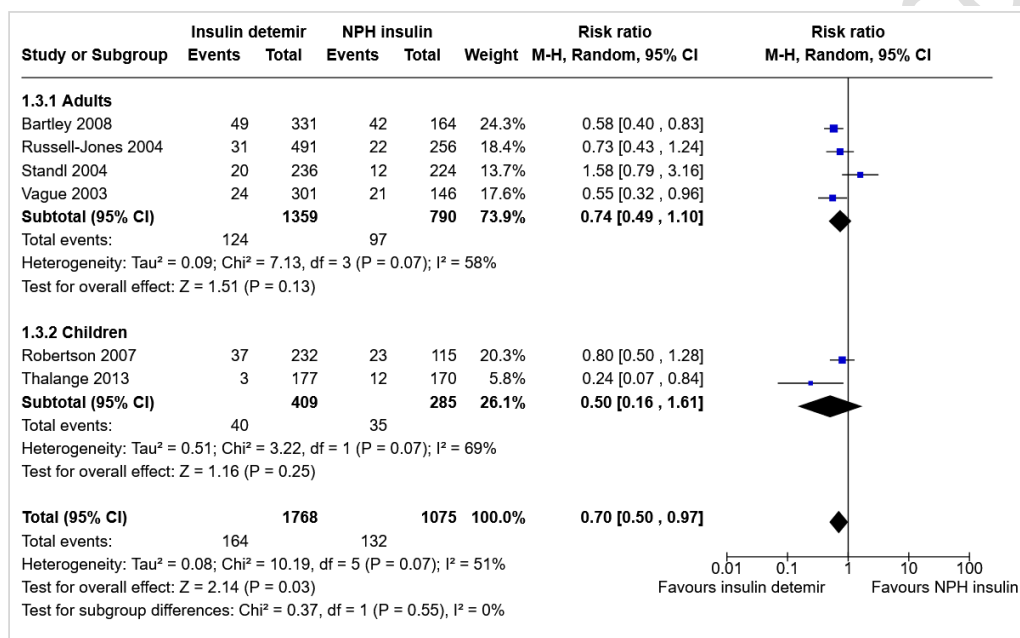 Insulin detemir NPH insulin Risk ratio Risk ratio
Study or Subgroup Events Total Events Total Weight M-H, Random, 95% CI M-H, Random, 95% CI
1.3.1 Adults
Bartley 2008 49 331 42 164 24.3% 0.58 [0.40 , 0.83]
Russell-Jones 2004 31 491 22 256 18.4% 0.73 [0.43 , 1.24]
Standl 2004 20 236 12 224 13.7% 1.58 [0.79 , 3.16]
Vague 2003 24 301 21 146 17.6% 0.55 [0.32 , 0.96]
Subtotal (95% CI) 1359 790 73.9% 0.74 [0.49 , 1.10]
Total events: 124 97
Heterogeneity: Tau² = 0.09; Chi² = 7.13, df = 3 (P = 0.07); I² = 58%
Test for overall effect: Z = 1.51 (P = 0.13)
1.3.2 Children
Robertson 2007 37 232 23 115 20.3% 0.80 [0.50 , 1.28]
Thalange 2013 3 177 12 170 5.8% 0.24 [0.07 , 0.84]
Subtotal (95% CI) 409 285 26.1% 0.50 [0.16 , 1.61]
Total events: 40 35
Heterogeneity: Tau² = 0.51; Chi² = 3.22, df = 1 (P = 0.07); I² = 69%
Test for overall effect: Z = 1.16 (P = 0.25)
Total (95% CI) 1768 1075 100.0% 0.70 [0.50 , 0.97]
Total events: 164 132
Heterogeneity: Tau² = 0.08; Chi² = 10.19, df = 5 (P = 0.07); I² = 51%
Test for overall effect: Z = 2.14 (P = 0.03)
Test for subgroup differences: Chi² = 0.37, df = 1 (P = 0.55), I² = 0%
0.01 0.1 1 10 100
Favours insulin detemir Favours NPH insulin